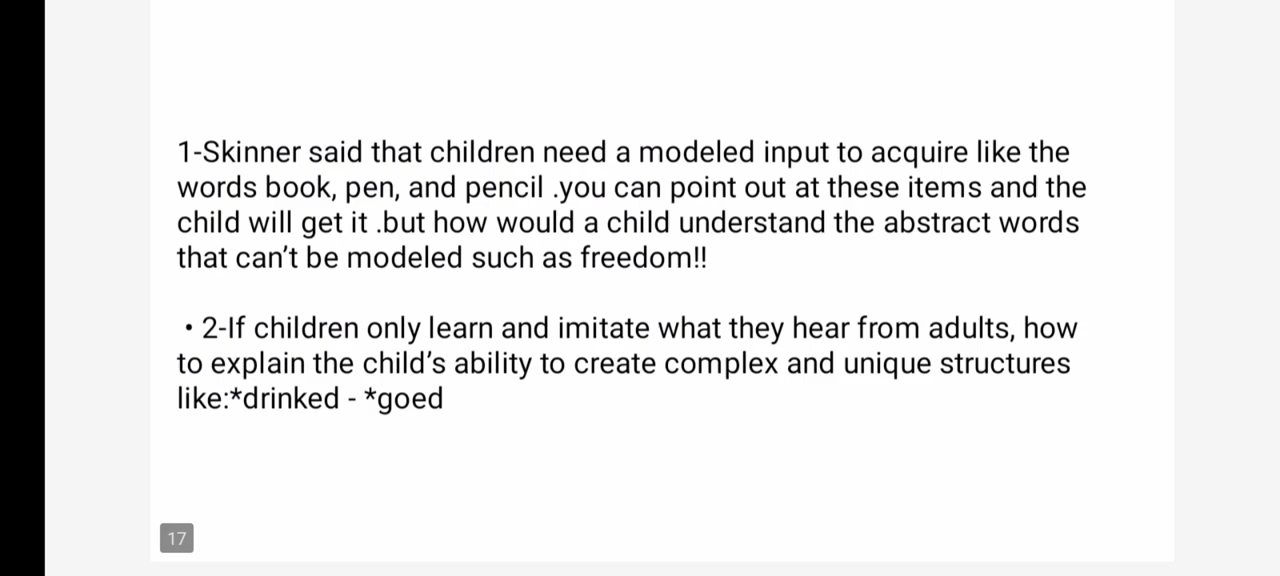 1-Skinner said that children need a modeled input to acquire like the
words book, pen, and pencil .you can point out at these items and the
child will get it .but how would a child understand the abstract words
that can’t be modeled such as freedom!!
• 2-If children only learn and imitate what they hear from adults, how
to explain the child’s ability to create complex and unique structures
like:*drinked - *goed
17